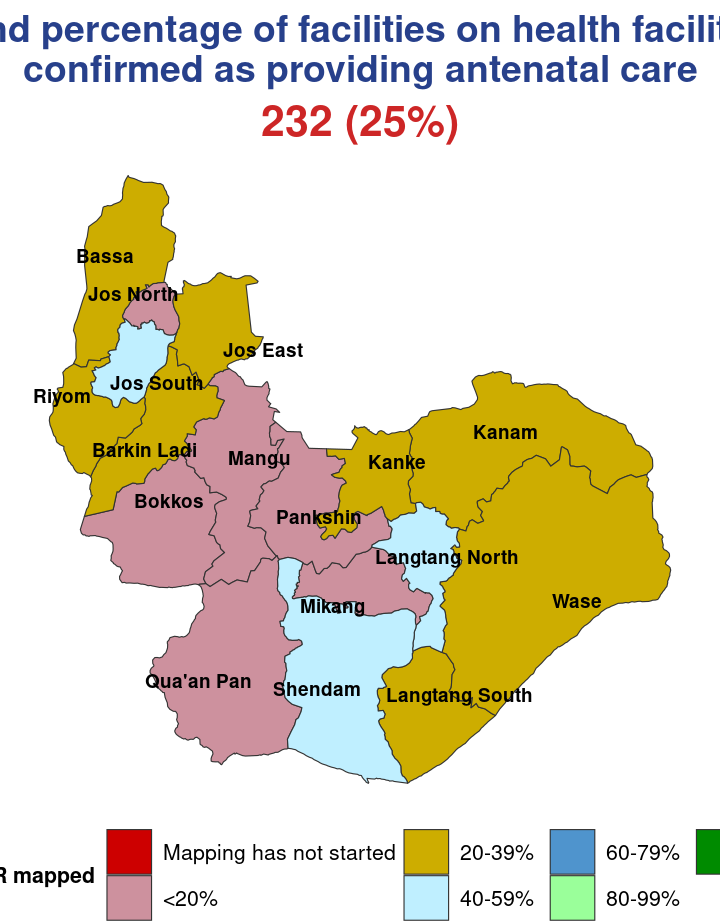 percentage of facilities on health
confirmed as providing antenatal care
232 (25%)
Bassa
Jos North
Jos East
Jos South
Riyom
Kanam
Barkin Ladi
Mangu
Kanke
Bokkos
Pankshin
Langtang North
Wase
Mikang
Qua'an Pan
Shendam
Langtang South
Mapping has not started
20-39%
60-79%
mapped
<20%
40-59%
80-99%